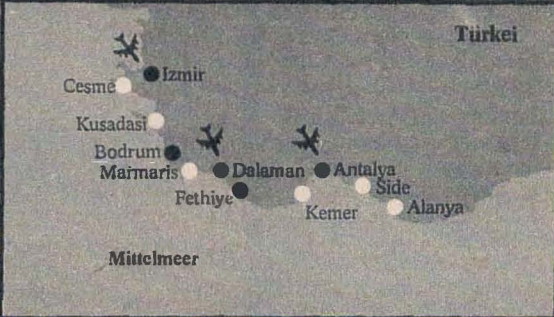 Türkei
Izmir
Cesme
Kusadasi
Bodrum
Marmaris
Dalaman
Antalya
Fethiye
Side
Kemer
Alanya
Mittelmeer